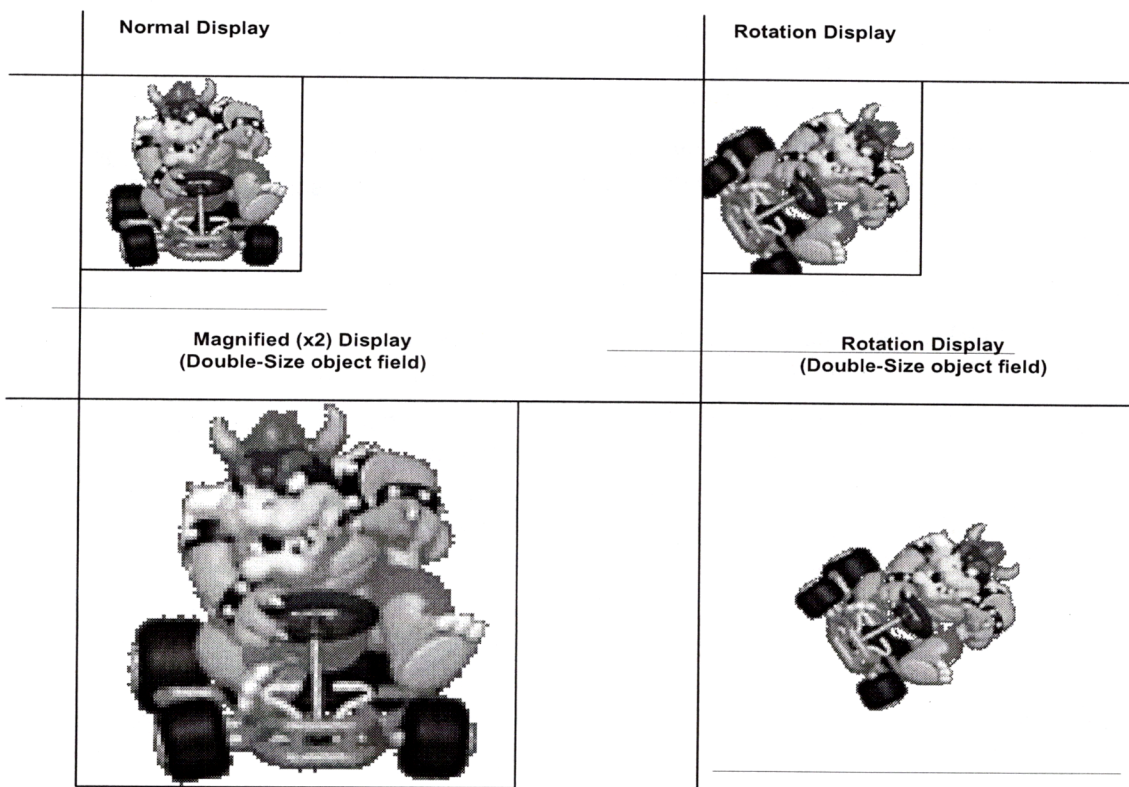 Normal Display
Rotation Display
Magnified (x2) Display
(Double-Size object field)
Rotation Display
(Double-Size object field)